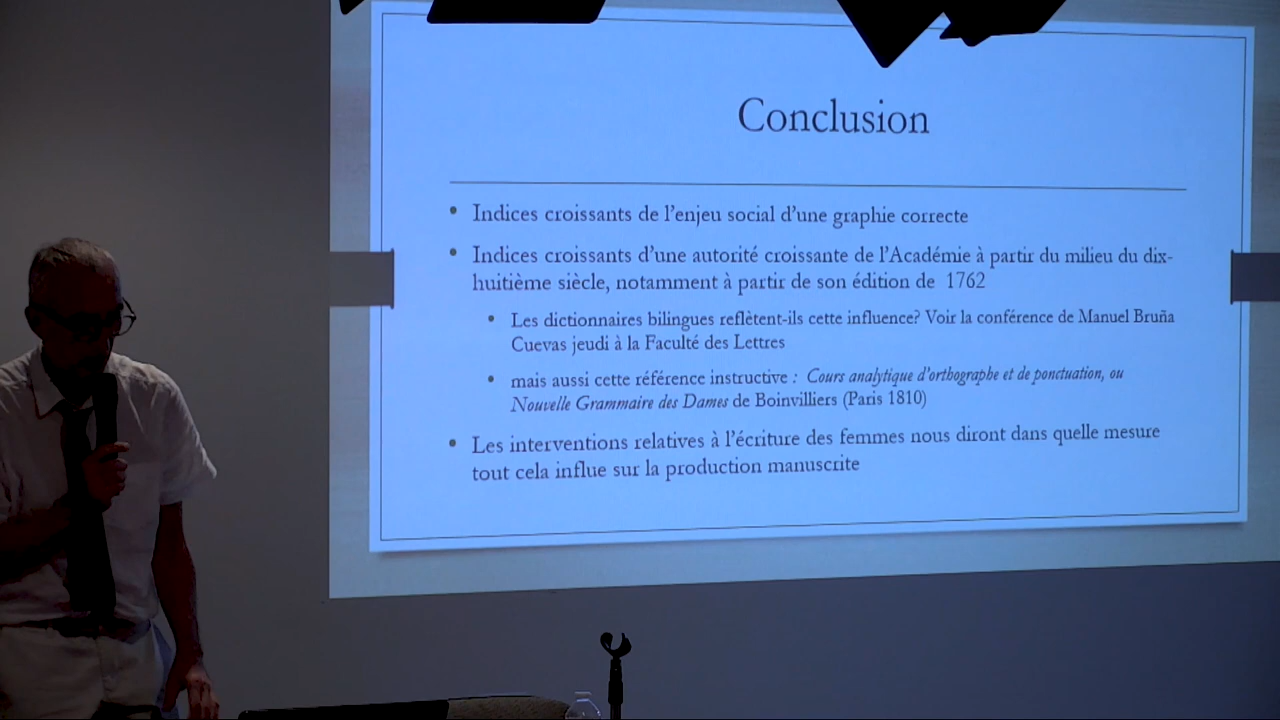 Conclusion
• Indices croissants de l'enjeu social d'une graphie correcte
• Indices croissants d'une autorité croissante de l'Académie à partir du milieu du dix-
huitième siècle, notamment à partir de son édition de 1762
• Les dictionnaires bilingues reflètent-ils cette influence? Voir la conférence de Manuel Bruña
Cuevas jeudi à la Faculté des Lettres
• mais aussi cette référence instructive : Cours analytique d'orthographe et de ponctuation, ou
Nouvelle Grammaire des Dames de Boinvilliers (Paris 1810)
• Les interventions relatives à l'écriture des femmes nous diront dans quelle mesure
tout cela influe sur la production manuscrite